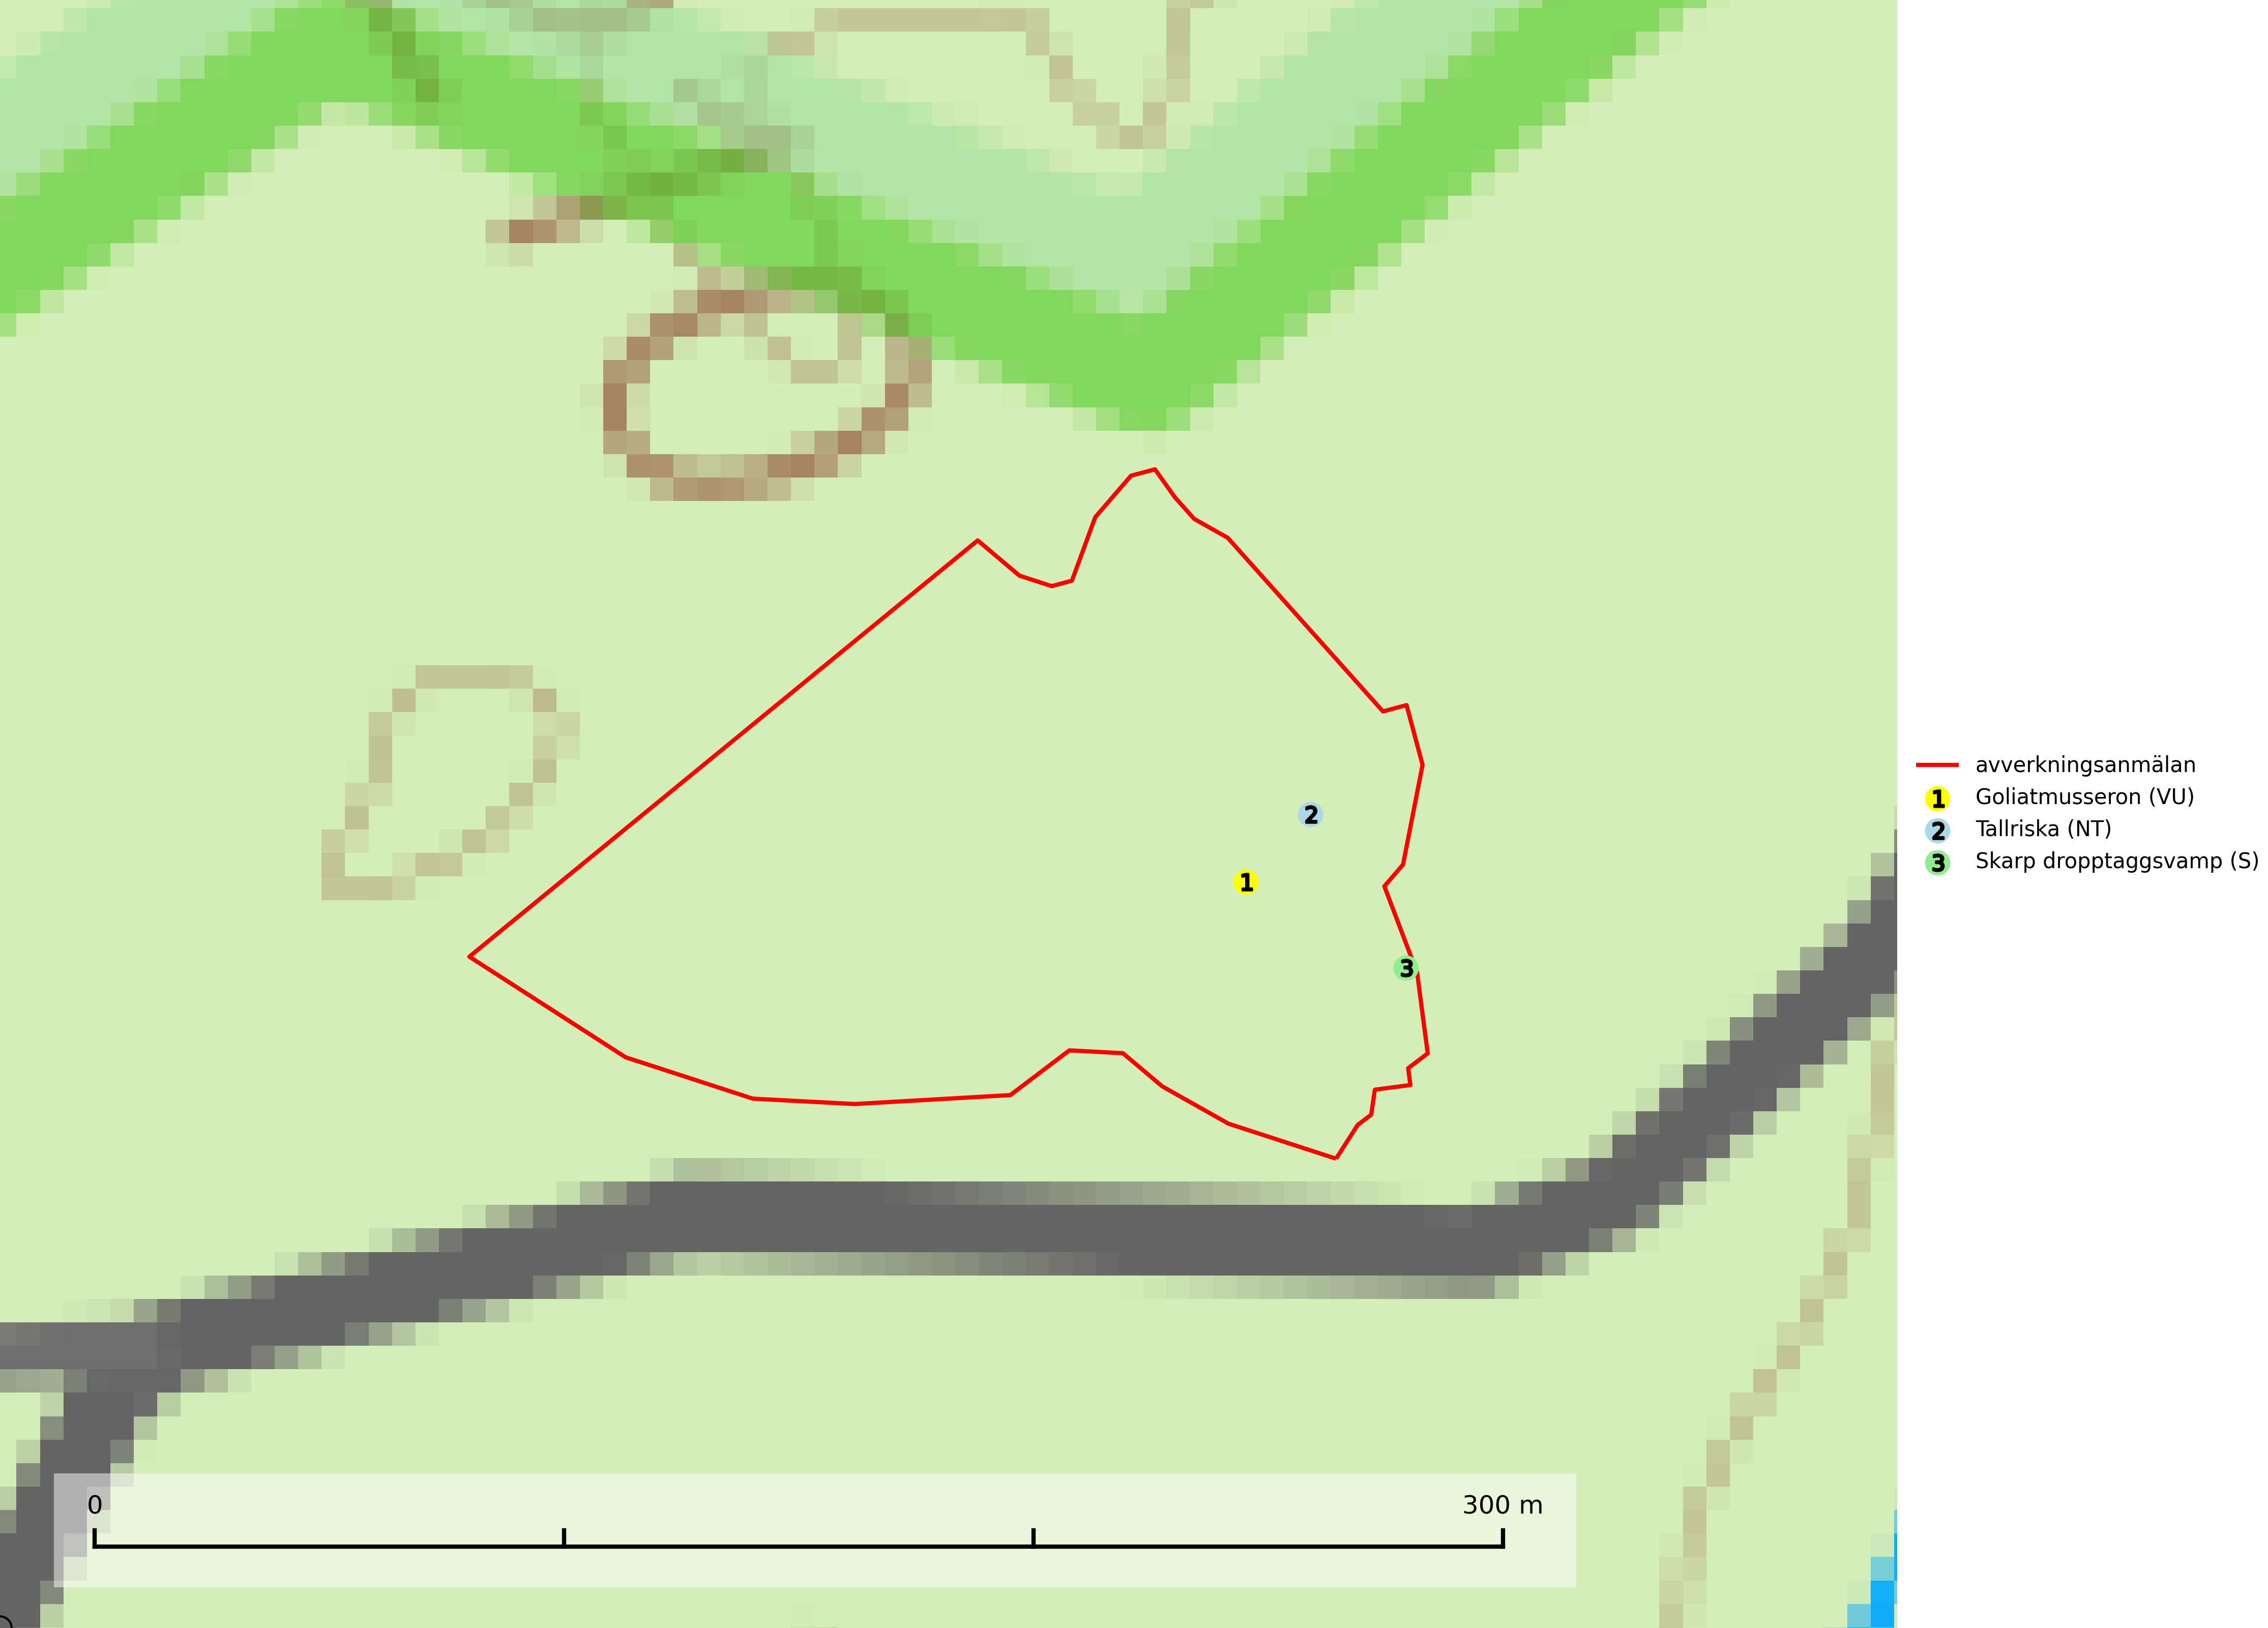 2
1
3
avverkningsanmälan
1 Goliatmusseron (VU)
2 Tallriska (NT)
3 Skarp dropptaggsvamp (S)
0 300 m